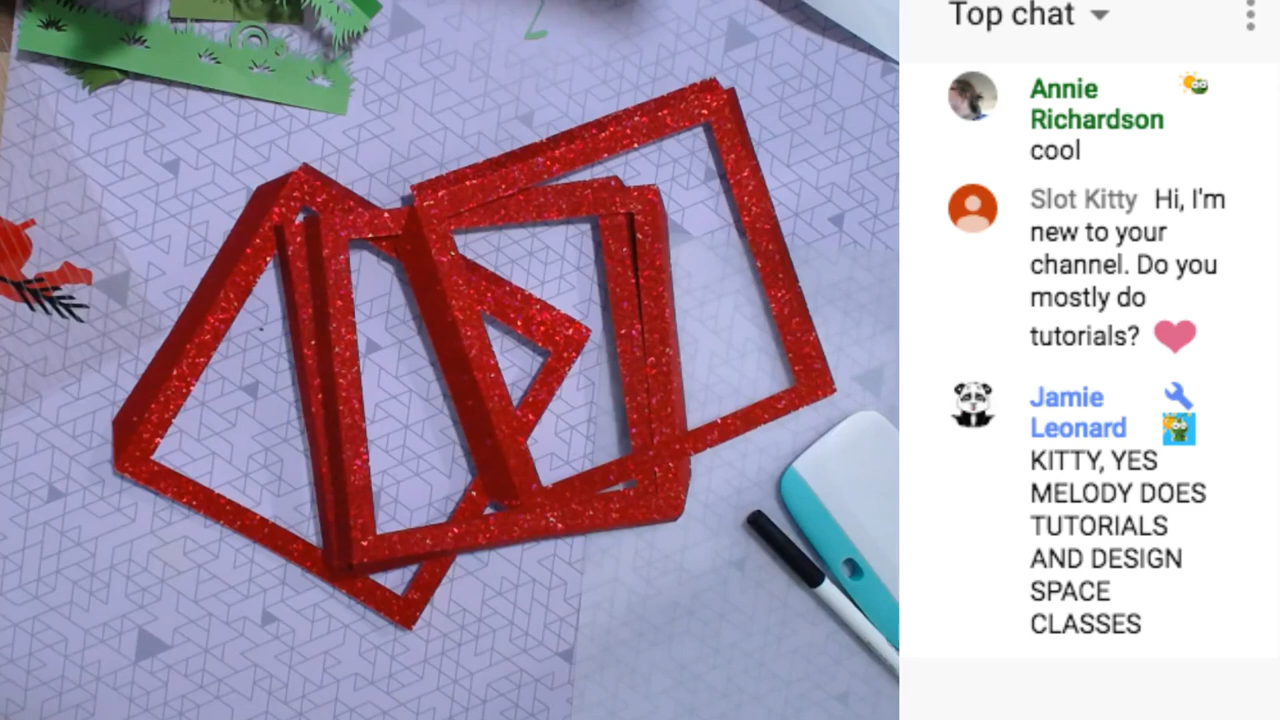 2
Top chat
Annie
Richardson
cool
Slot Kitty Hi, I'm
new to your
channel. Do you
mostly do
tutorials?
Jamie
Leonard
KITTY, YES
MELODY DOES
TUTORIALS
AND DESIGN
SPACE
CLASSES